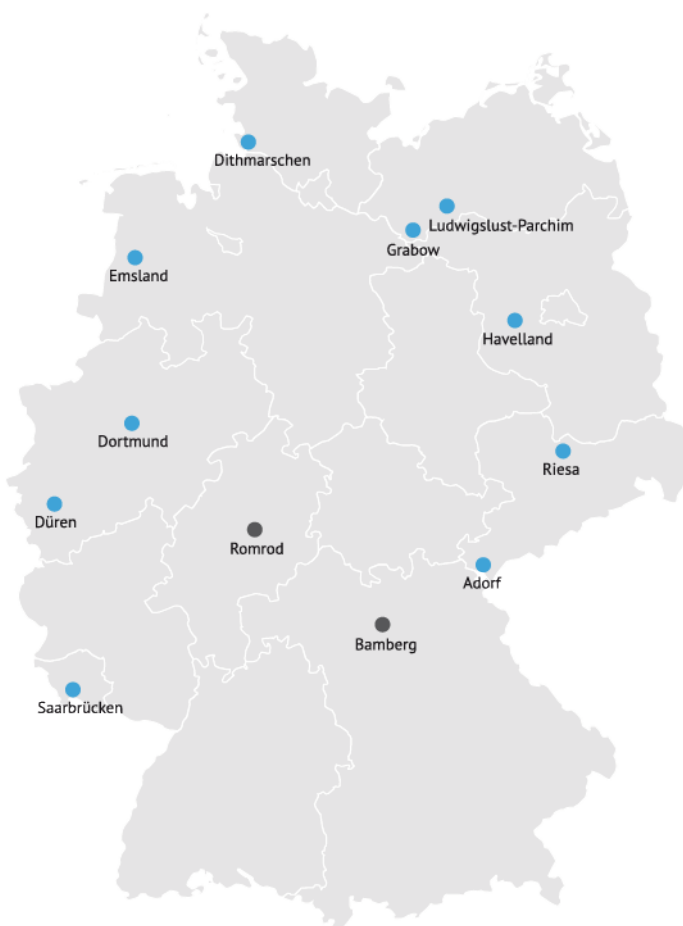 Dithmarschen
Ludwigslust-Parchim
Grabow
Emsland
Havelland
Dortmund
Riesa
Düren
Romrod
Adorf
Bamberg
Saarbrücken